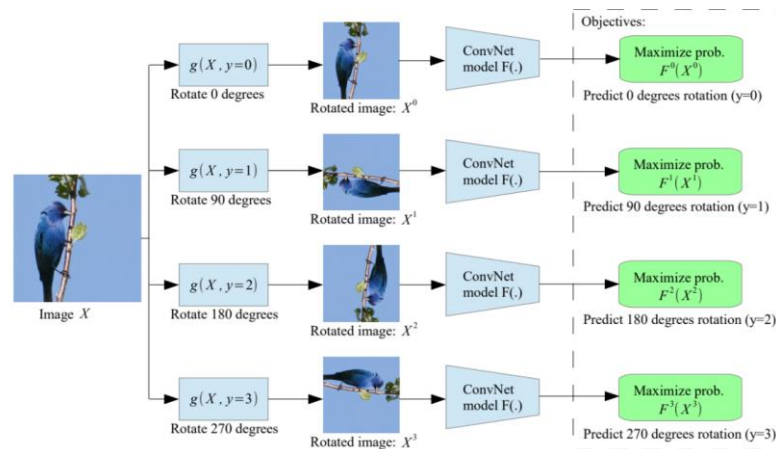 Objectives:
g(X, y=0)
Rotate 0 degrees
Rotated image: X⁰
ConvNet
model F(.)
Maximize prob.
F⁰(X⁰)
Predict 0 degrees rotation (y=0)
g(X, y=1)
Rotate 90 degrees
Rotated image: X¹
ConvNet
model F(.)
Maximize prob.
F¹(X¹)
Predict 90 degrees rotation (y=1)
Image X
g(X, y=2)
Rotate 180 degrees
Rotated image: X²
ConvNet
model F(.)
Maximize prob.
F²(X²)
Predict 180 degrees rotation (y=2)
g(X, y=3)
Rotate 270 degrees
Rotated image: X³
ConvNet
model F(.)
Maximize prob.
F³(X³)
Predict 270 degrees rotation (y=3)